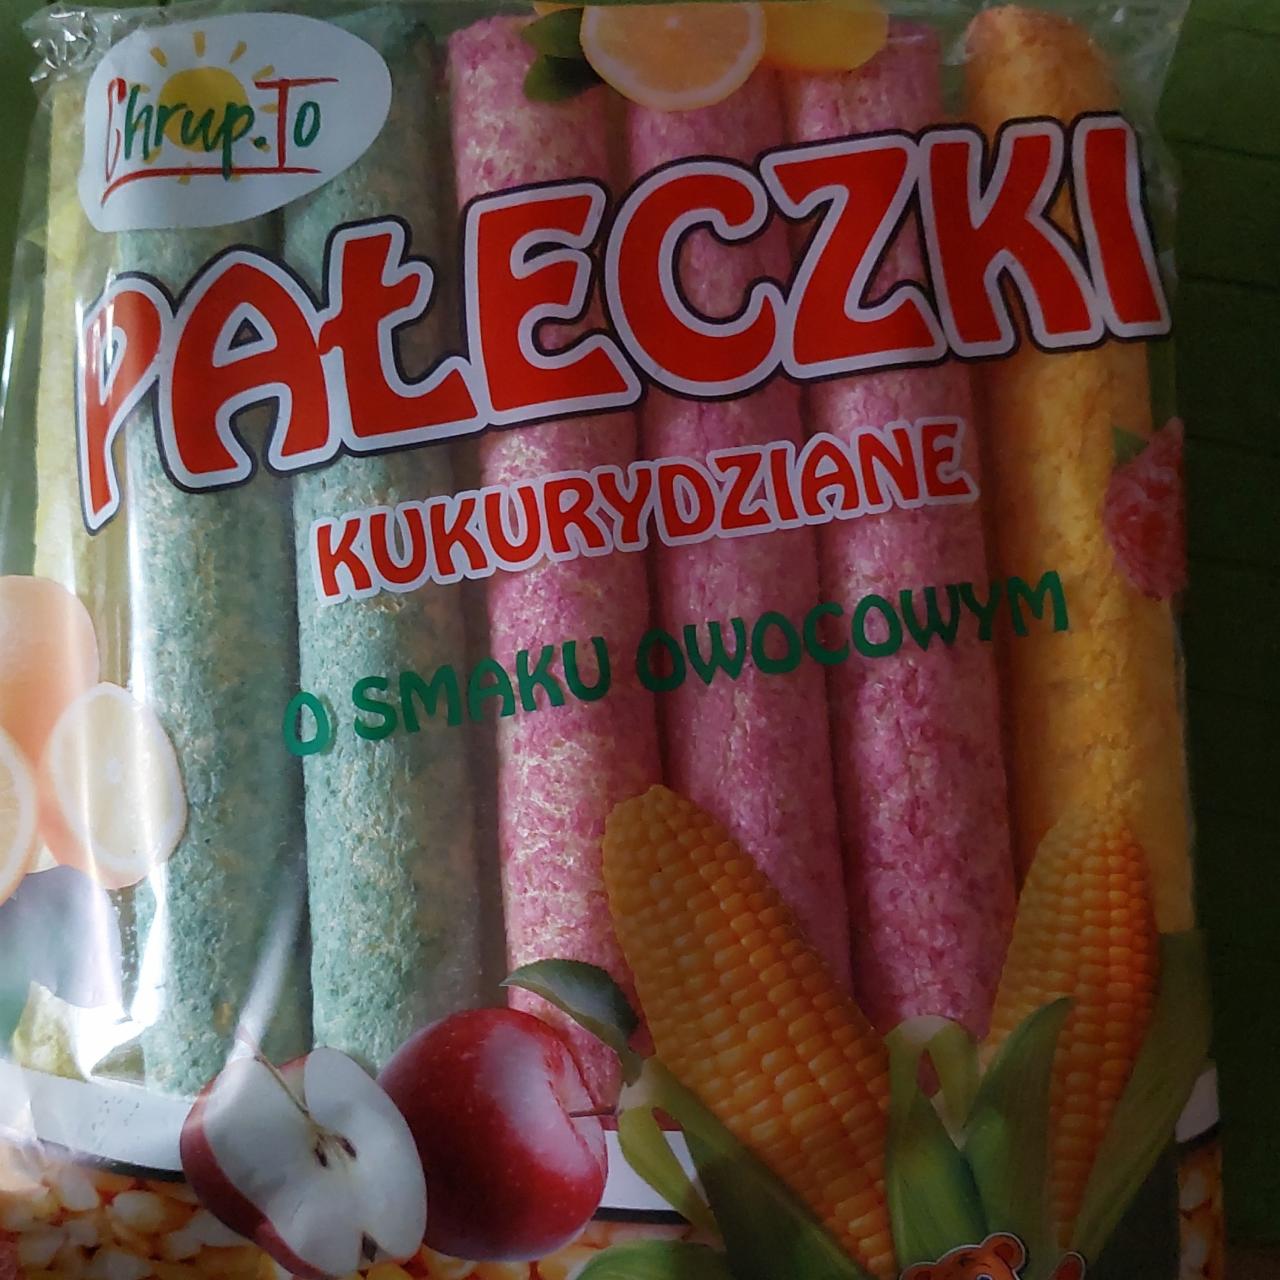 Chrup.To
PAŁECZKI
KUKURYDZIANE
O SMAKU OWOCOWYM